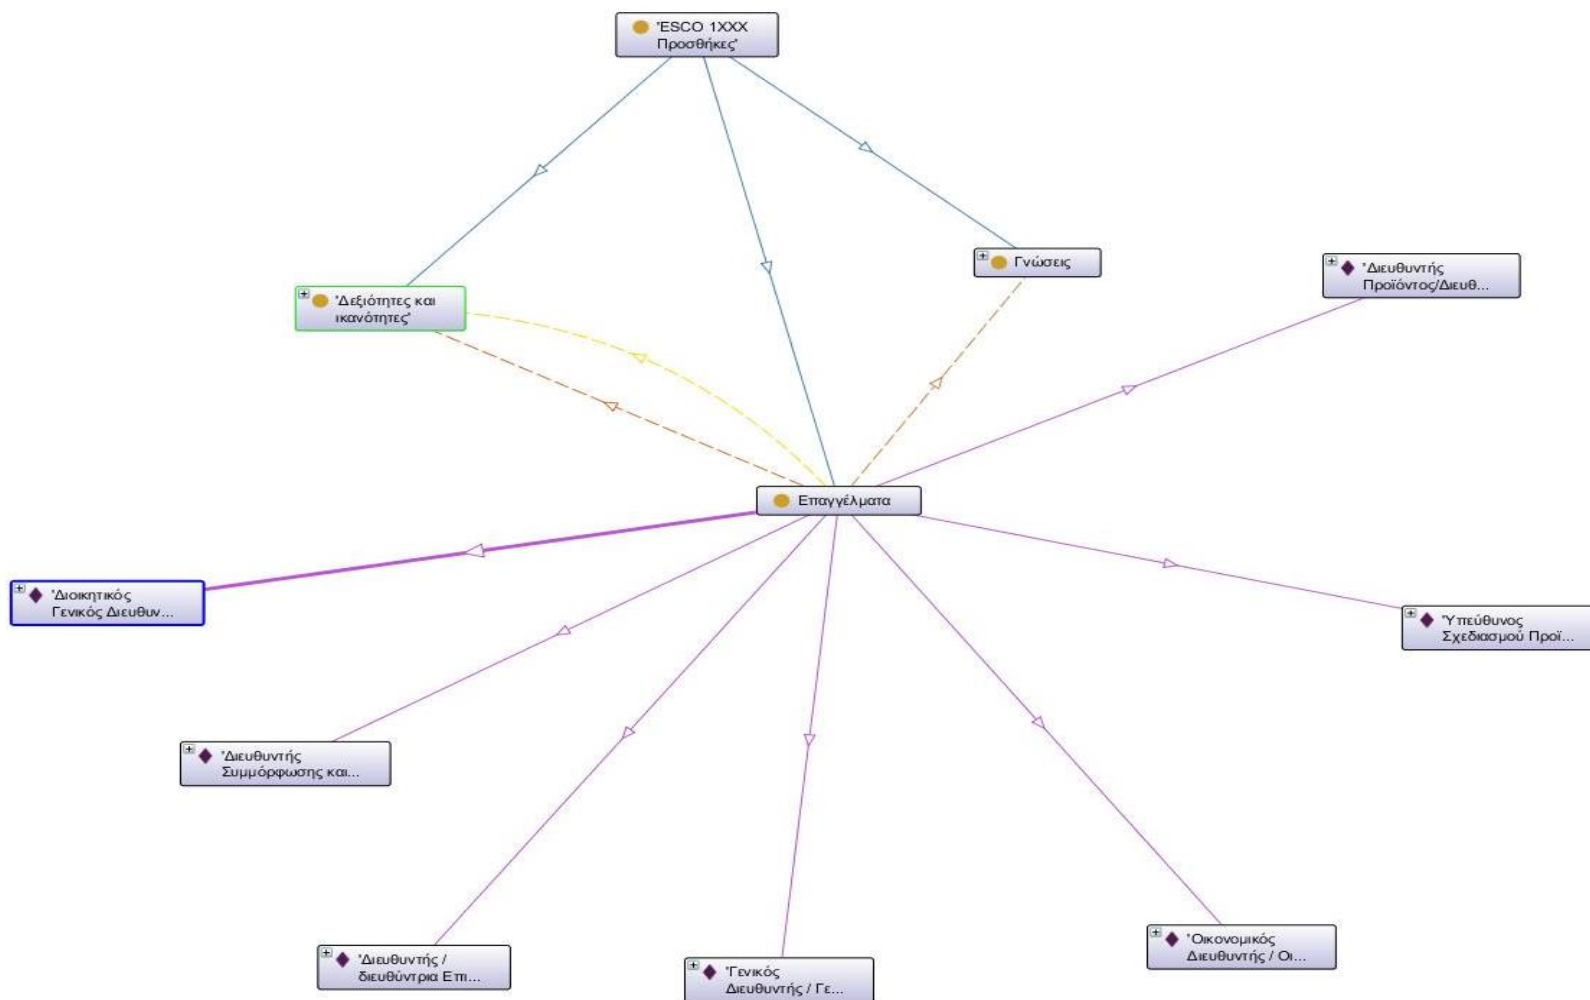 'ESCO 1XXX
Προσθήκες'
Γνώσεις
'Διευθυντής
Προϊόντος/Διευθ...
'Δεξιότητες και
ικανότητες'
Επαγγέλματα
'Διοικητικός
Γενικός Διευθυν...
'Υπεύθυνος
Σχεδιασμού Προϊ...
'Διευθυντής
Συμμόρφωσης και...
'Διευθυντής /
διευθύντρια Επι...
'Γενικός
Διευθυντής / Γε...
'Οικονομικός
Διευθυντής / Οι...